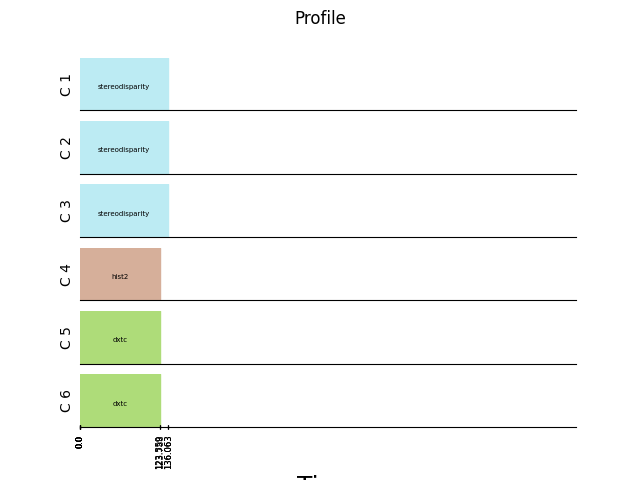 Profile
C 1
stereodisparity
C 2
stereodisparity
C 3
stereodisparity
C 4
hist2
C 5
dxtc
C 6
dxtc
0.0
136.063